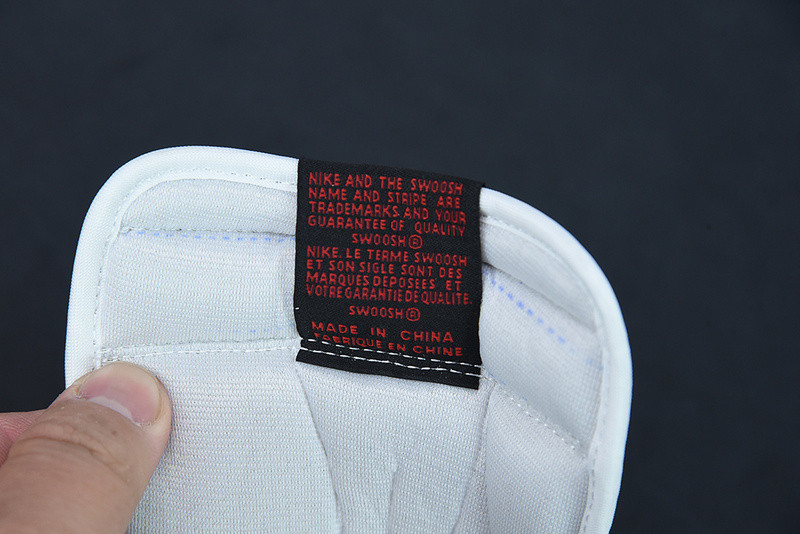 NIKE AND THE SWOOSH
NAME AND STRIPE ARE
TRADEMARKS AND YOUR
GUARANTEE OF QUALITY
SWOOSH®
NIKE. LE TERME SWOOSH
ET SON SIGLE SONT DES
MARQUES DEPOSEES ET
VOTRE GARANTIE DE QUALITE.
SWOOSH®
MADE IN CHINA
FABRIQUE EN CHINE